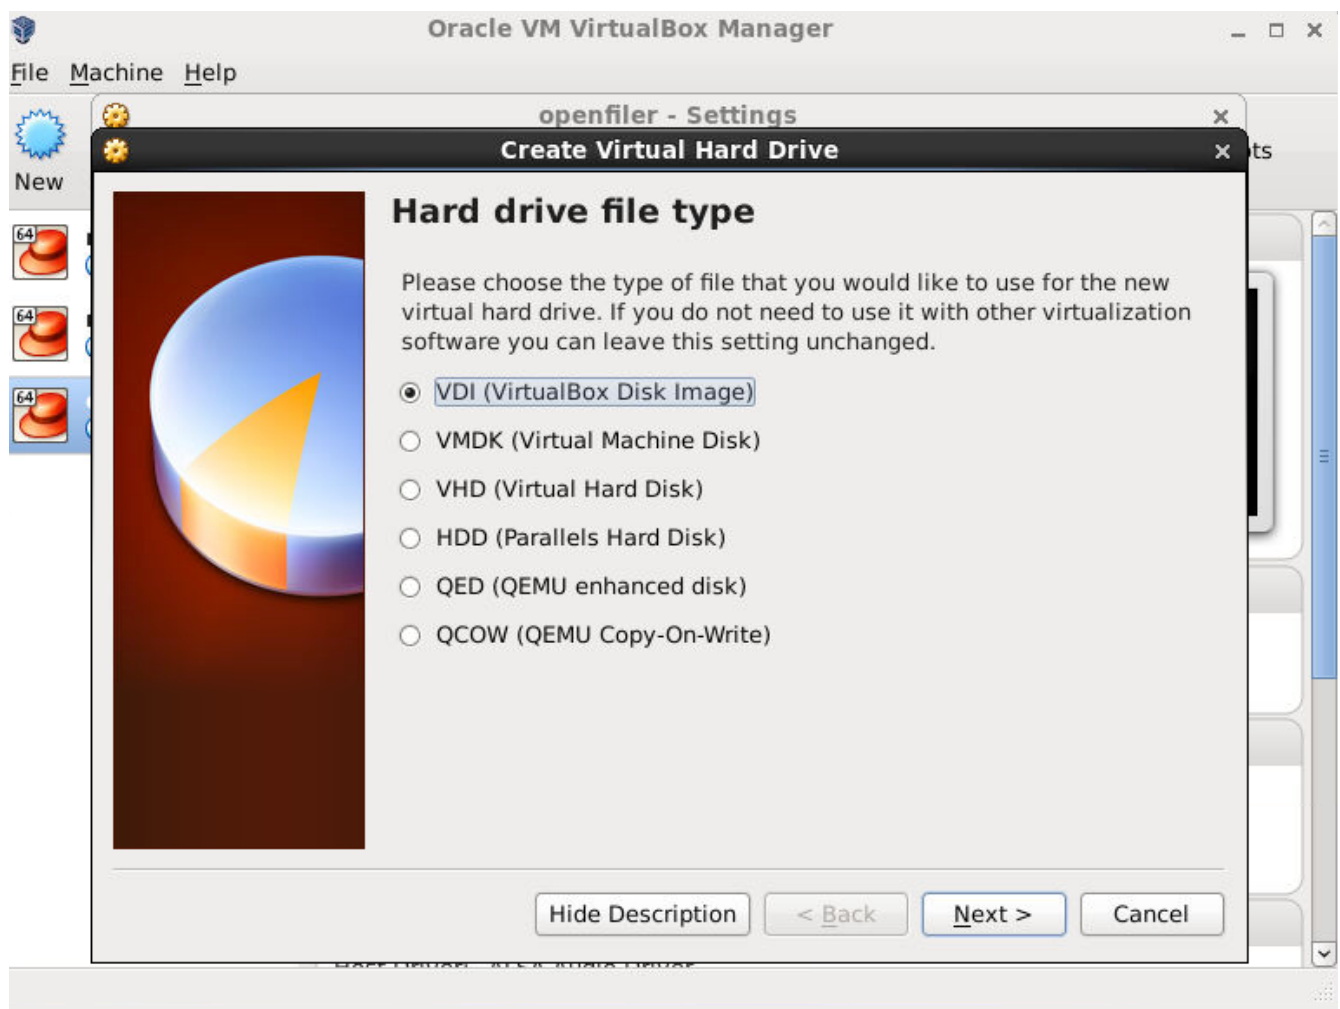 Oracle VM VirtualBox Manager
File Machine Help
openfiler - Settings
Create Virtual Hard Drive
New
64
64
64
Hard drive file type
Please choose the type of file that you would like to use for the new
virtual hard drive. If you do not need to use it with other virtualization
software you can leave this setting unchanged.
VDI (VirtualBox Disk Image)
VMDK (Virtual Machine Disk)
VHD (Virtual Hard Disk)
HDD (Parallels Hard Disk)
QED (QEMU enhanced disk)
QCOW (QEMU Copy-On-Write)
Hide Description
< Back
Next >
Cancel